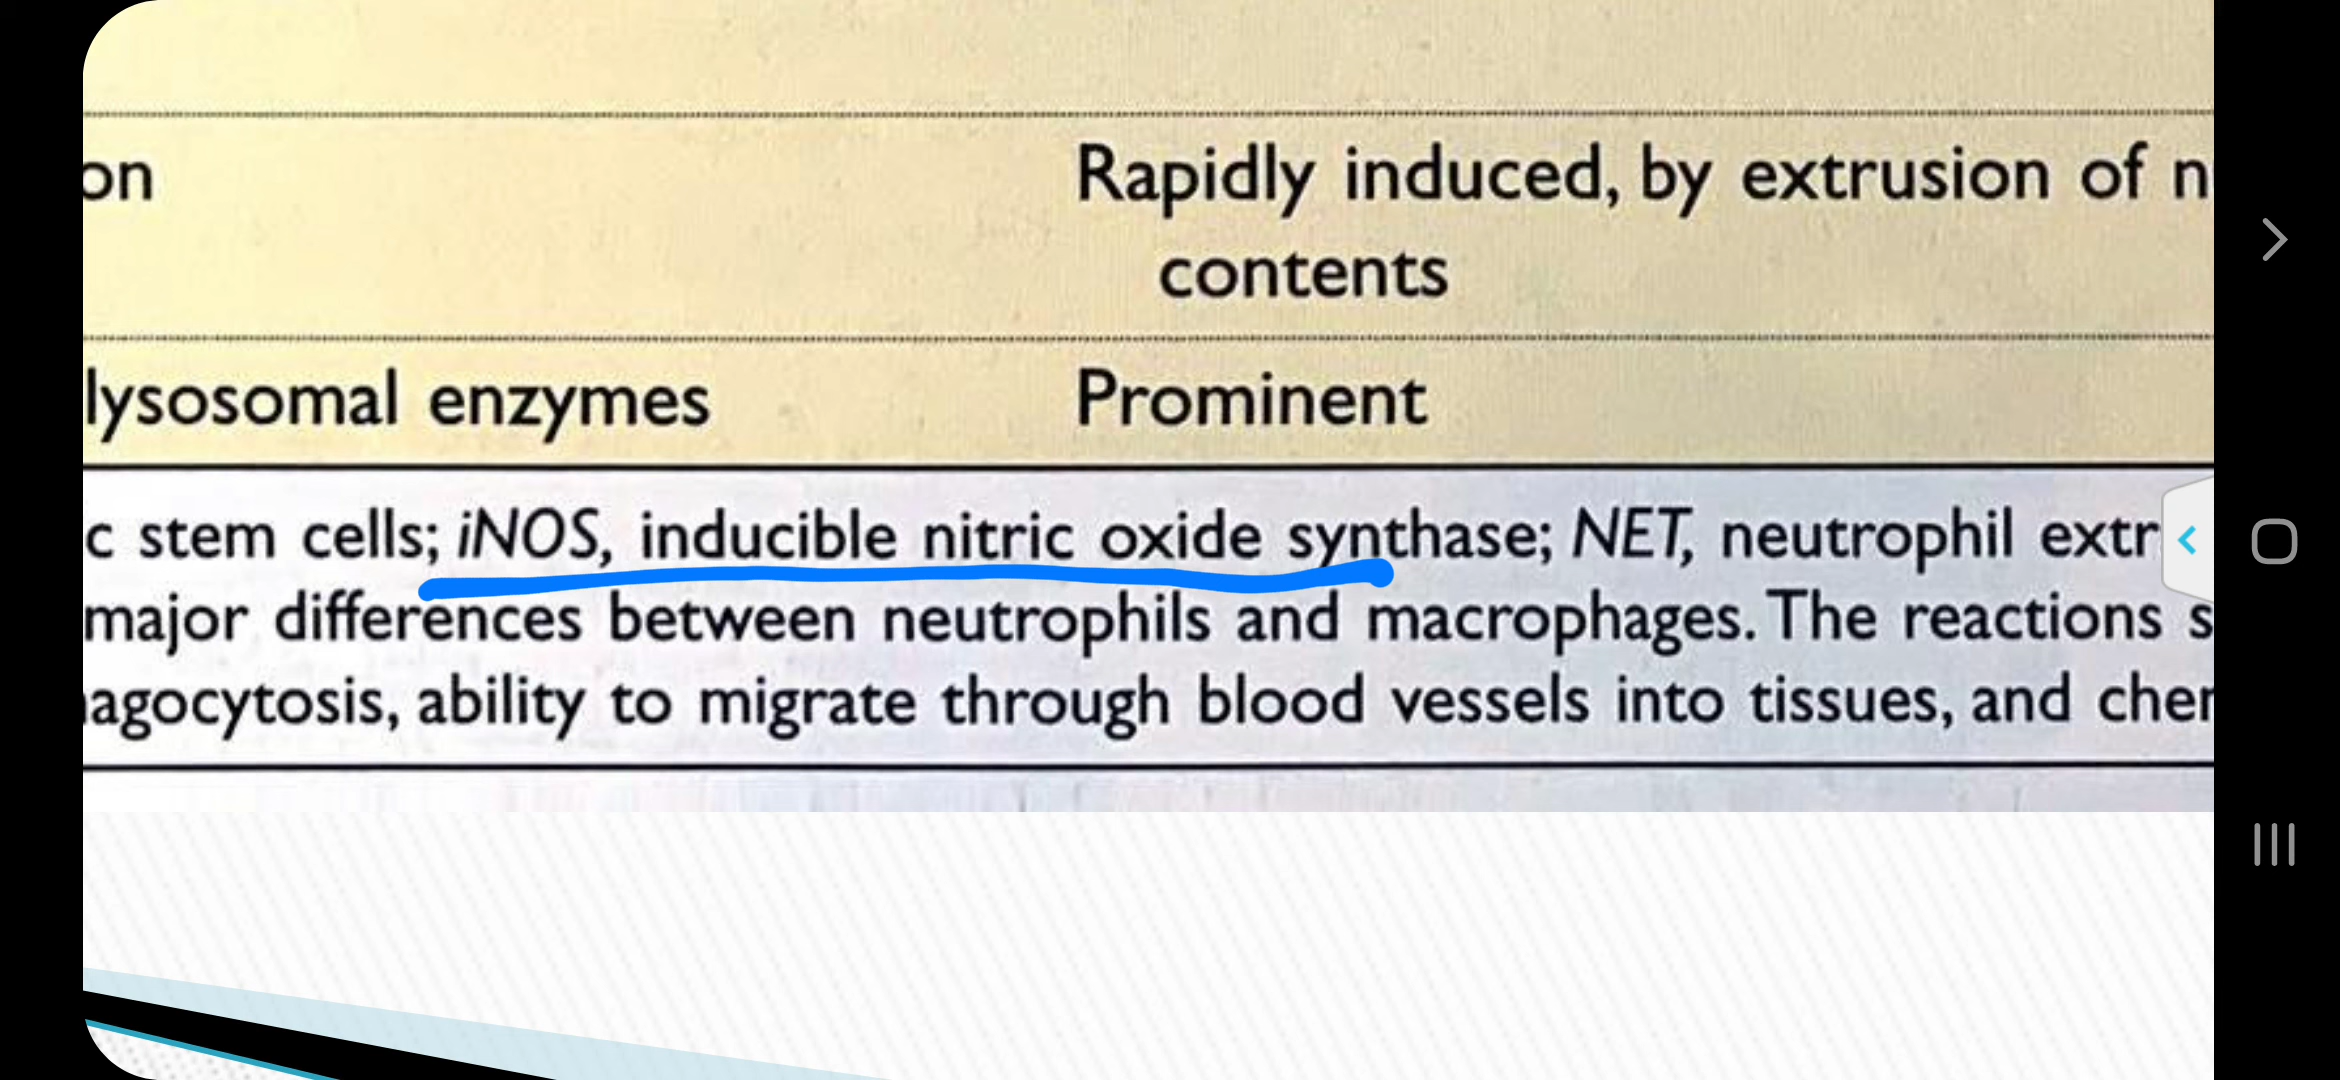 on
Rapidly induced, by extrusion of n
contents
lysosomal enzymes Prominent
c stem cells; iNOS, inducible nitric oxide synthase; NET, neutrophil extr
major differences between neutrophils and macrophages. The reactions s
agocytosis, ability to migrate through blood vessels into tissues, and